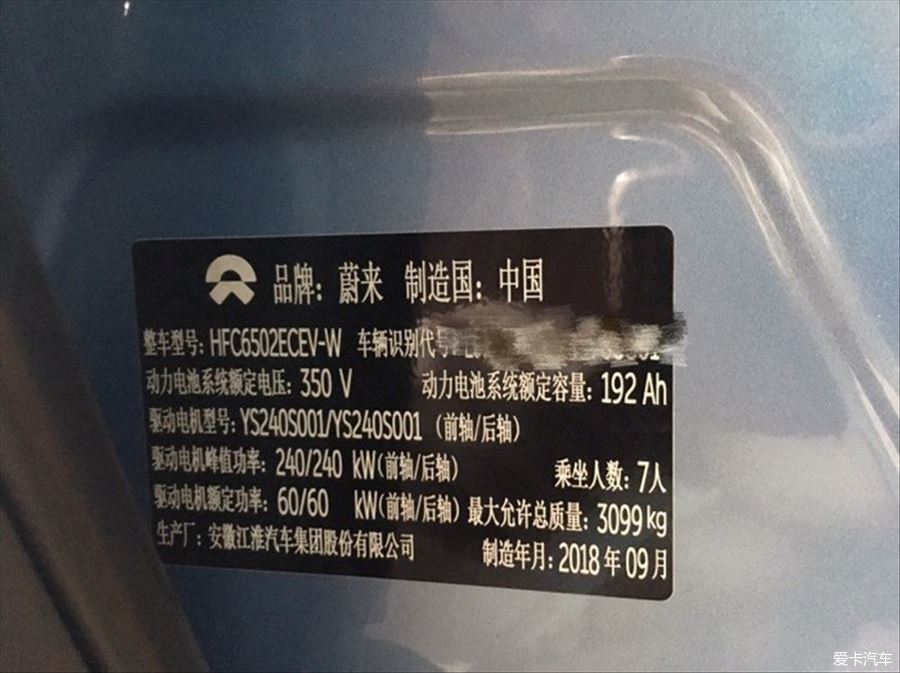 品牌：蔚来 制造国：中国
整车型号：HFC6502ECEV-W 车辆识别代号：
动力电池系统额定电压：350 V 动力电池系统额定容量：192 Ah
驱动电机型号：YS240S001/YS240S001 （前轴/后轴）
驱动电机峰值功率：240/240 kW（前轴/后轴） 乘坐人数：7人
驱动电机额定功率：60/60 kW（前轴/后轴） 最大允许总质量：3099 kg
生产厂：安徽江淮汽车集团股份有限公司 制造年月：2018 年 09 月
爱卡汽车